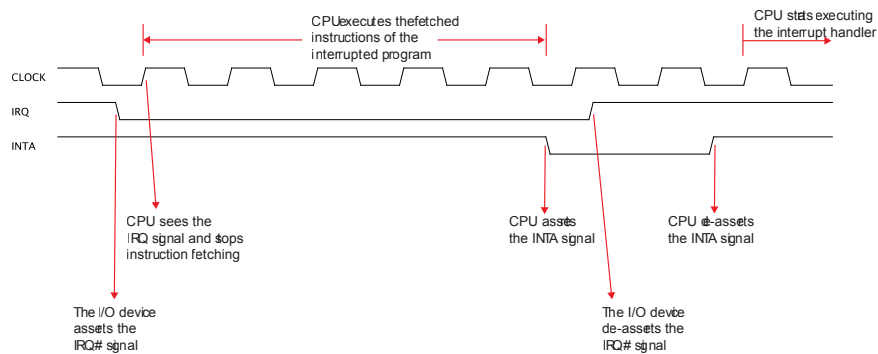 CPU executes the fetched
instructions of the
interrupted program
CPU starts executing
the interrupt handler
CLOCK
IRQ
INTA
CPU sees the
IRQ signal and stops
instruction fetching
CPU asserts
the INTA signal
CPU de-asserts
the INTA signal
The I/O device
asserts the
IRQ# signal
The I/O device
de-asserts the
IRQ# signal